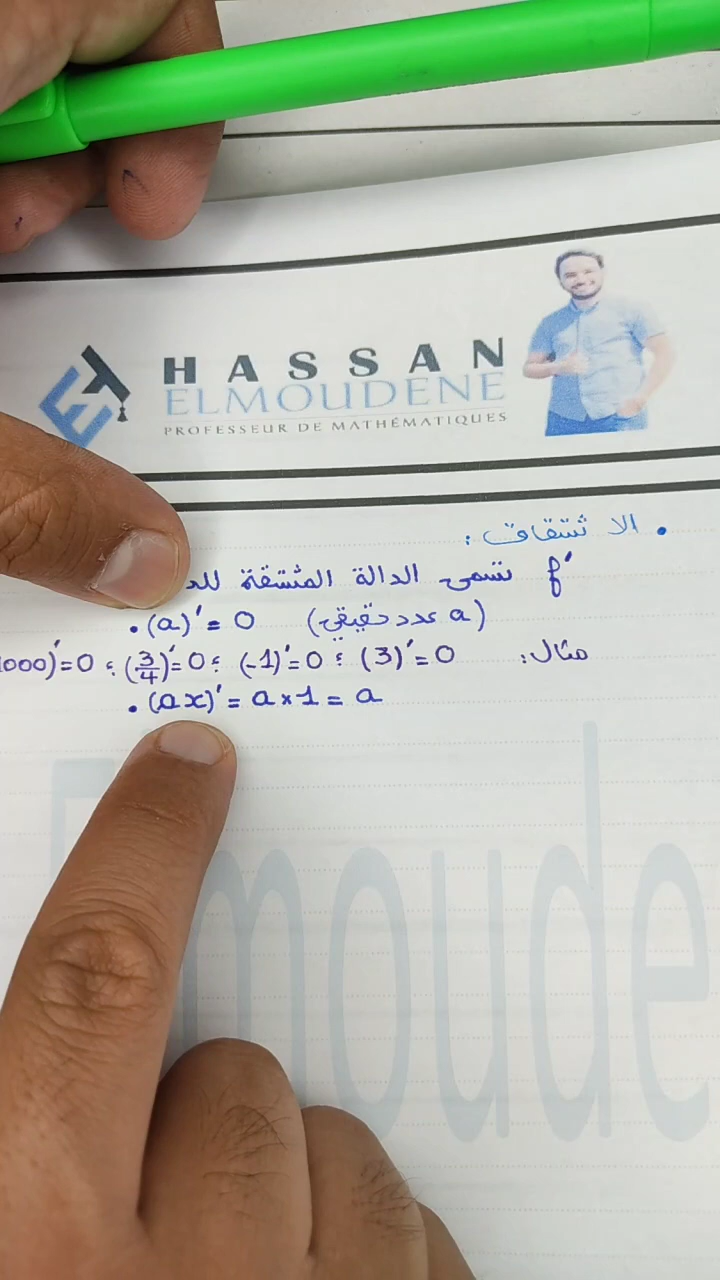 HASSAN
ELMOUDENE
PROFESSEUR DE MATHÉMATIQUES
• الاشتقاق :
f' تسمى الدالة المشتقة
• (a)' = 0 (a عدد حقيقي)
مثال: (3)' = 0 ؛ (-1)' = 0 ؛ (3/4)' = 0 ؛ 000)' = 0
• (ax)' = a × 1 = a
moude